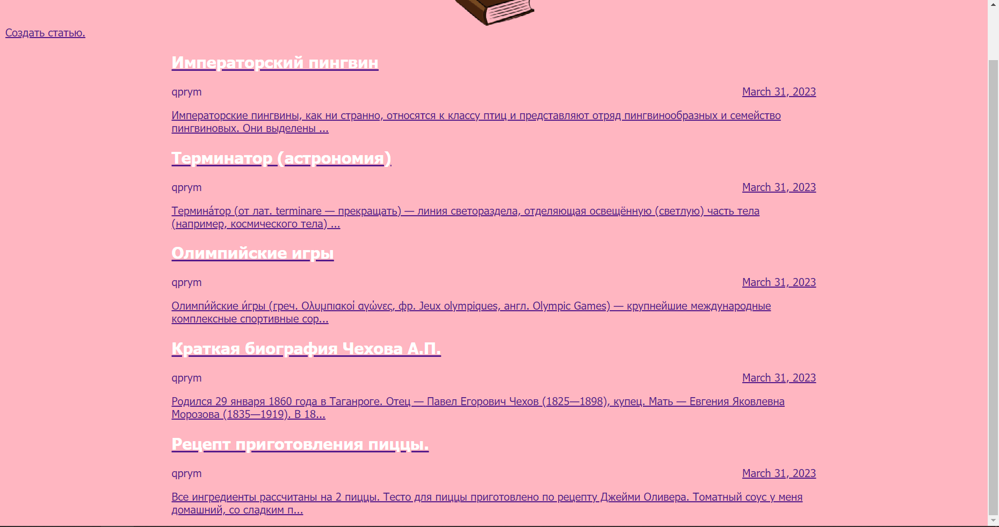 Создать статью.
Императорский пингвин
qprym March 31, 2023
Императорские пингвины, как ни странно, относятся к классу птиц и представляют отряд пингвинообразных и семейство
пингвиновых. Они выделены ...
Терминатор (астрономия)
qprym March 31, 2023
Термина́тор (от лат. terminare — прекращать) — линия светораздела, отделяющая освещённую (светлую) часть тела
(например, космического тела) ...
Олимпийские игры
qprym March 31, 2023
Олимпи́йские и́гры (греч. Ολυμπιακοί αγώνες, фр. Jeux olympiques, англ. Olympic Games) — крупнейшие международные
комплексные спортивные сор...
Краткая биография Чехова А.П.
qprym March 31, 2023
Родился 29 января 1860 года в Таганроге. Отец — Павел Егорович Чехов (1825—1898), купец. Мать — Евгения Яковлевна
Морозова (1835—1919). В 18...
Рецепт приготовления пиццы.
qprym March 31, 2023
Все ингредиенты рассчитаны на 2 пиццы. Тесто для пиццы приготовлено по рецепту Джейми Оливера. Томатный соус у меня
домашний, со сладким п...